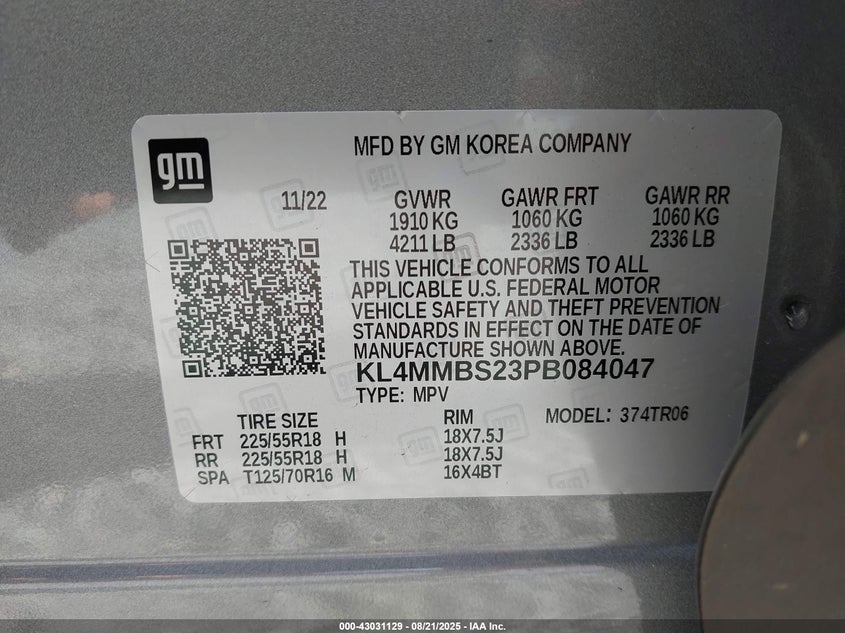 gm
MFD BY GM KOREA COMPANY
11/22 GVWR GAWR FRT GAWR RR
1910 KG 1060 KG 1060 KG
4211 LB 2336 LB 2336 LB
THIS VEHICLE CONFORMS TO ALL
APPLICABLE U.S. FEDERAL MOTOR
VEHICLE SAFETY AND THEFT PREVENTION
STANDARDS IN EFFECT ON THE DATE OF
MANUFACTURE SHOWN ABOVE.
KL4MMBS23PB084047
TYPE: MPV
TIRE SIZE RIM MODEL: 374TR06
FRT 225/55R18 H 18X7.5J
RR 225/55R18 H 18X7.5J
SPA T125/70R16 M 16X4BT
000-43031129 - 08/21/2025 - IAA Inc.